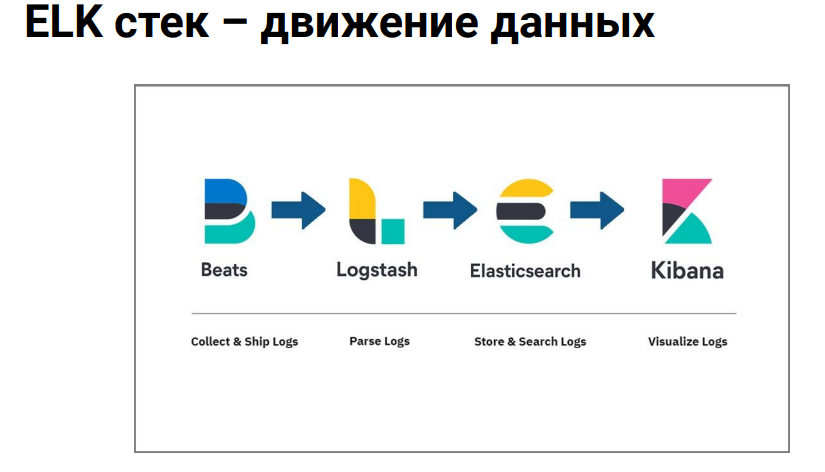 ELK стек – движение данных
Beats
Logstash
Elasticsearch
Kibana
Collect & Ship Logs
Parse Logs
Store & Search Logs
Visualize Logs